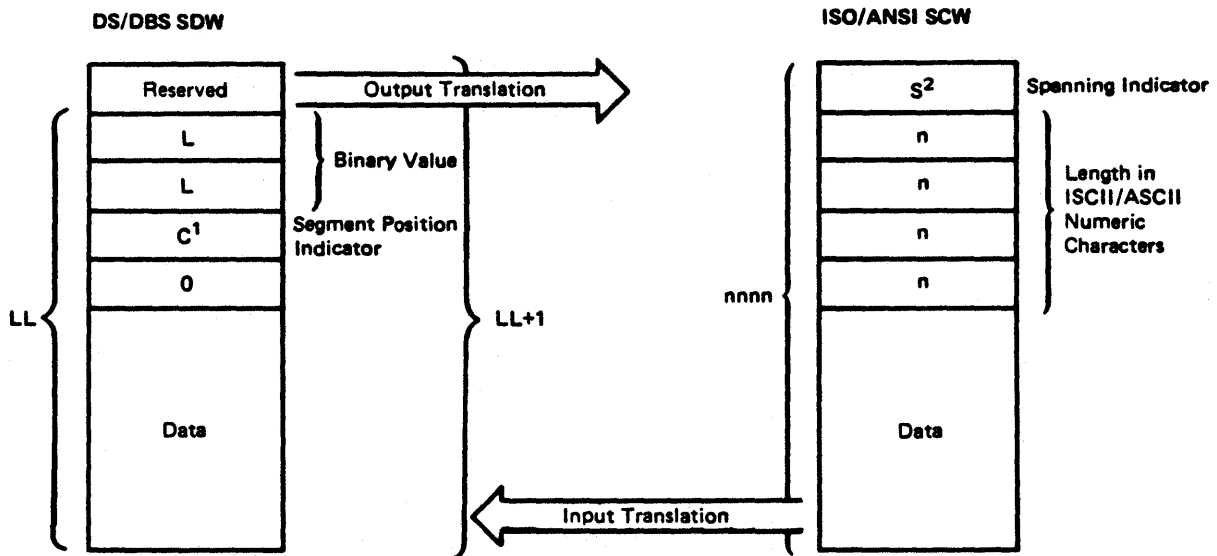 DS/DBS SDW
ISO/ANSI SCW
Reserved
Output Translation
S²
Spanning Indicator
L
L
Binary Value
C¹
Segment Position
Indicator
0
LL
Data
LL+1
Input Translation
nnnn
n
n
n
n
Length in
ISCII/ASCII
Numeric
Characters
Data